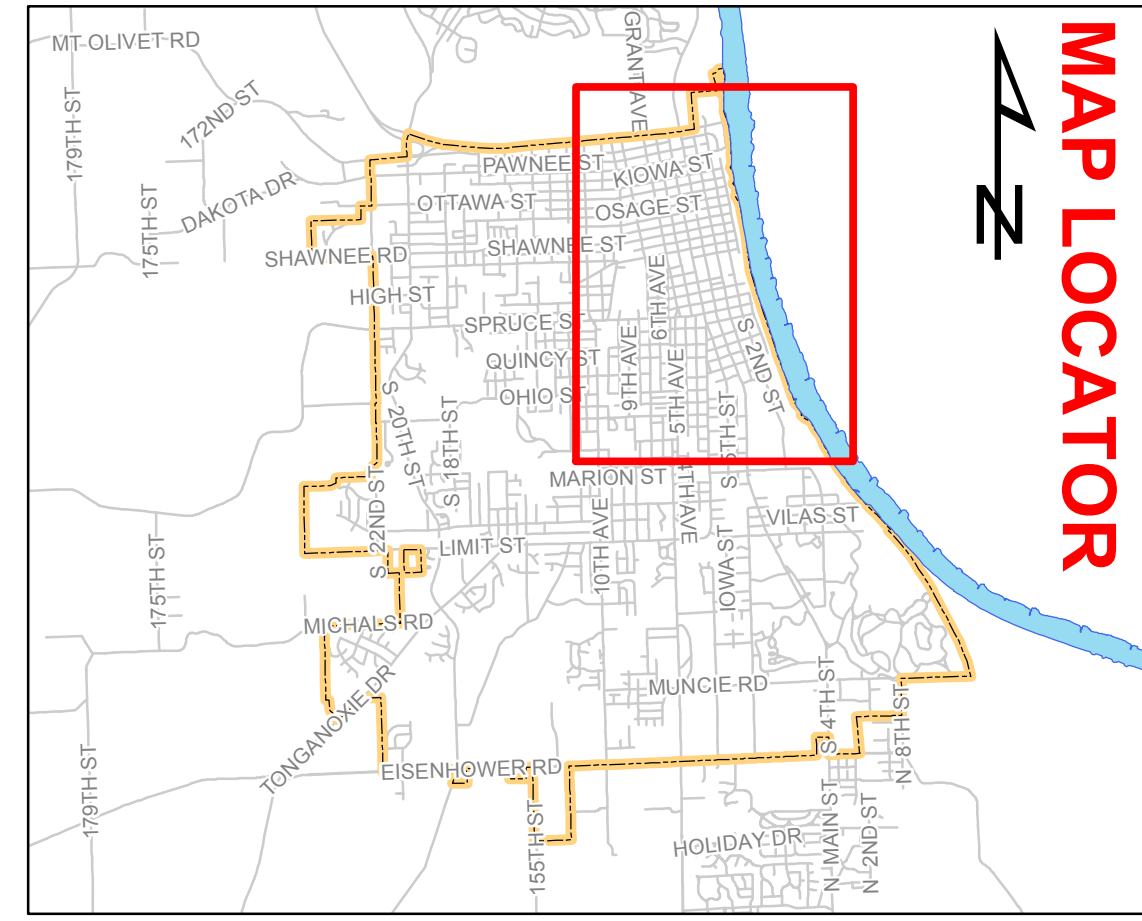 MAP LOCATOR
N
MT OLIVET RD
GRANT AVE
179TH ST
172ND ST
PAWNEE ST
KIOWA ST
175TH ST
DAKOTA DR
OTTAWA ST
OSAGE ST
SHAWNEE RD
SHAWNEE ST
HIGH ST
6TH AVE
SPRUCE ST
S 2ND ST
QUINCY ST
9TH AVE
OHIO ST
5TH AVE
S 20TH ST
S 18TH ST
S 5TH ST
MARION ST
4TH AVE
S 22ND ST
VILAS ST
LIMIT ST
10TH AVE
IOWA ST
175TH ST
MICHALS RD
MUNCIE RD
S 4TH ST
N 8TH ST
TONGANOXIE DR
EISENHOWER RD
179TH ST
155TH ST
HOLIDAY DR
N MAIN ST
N 2ND ST